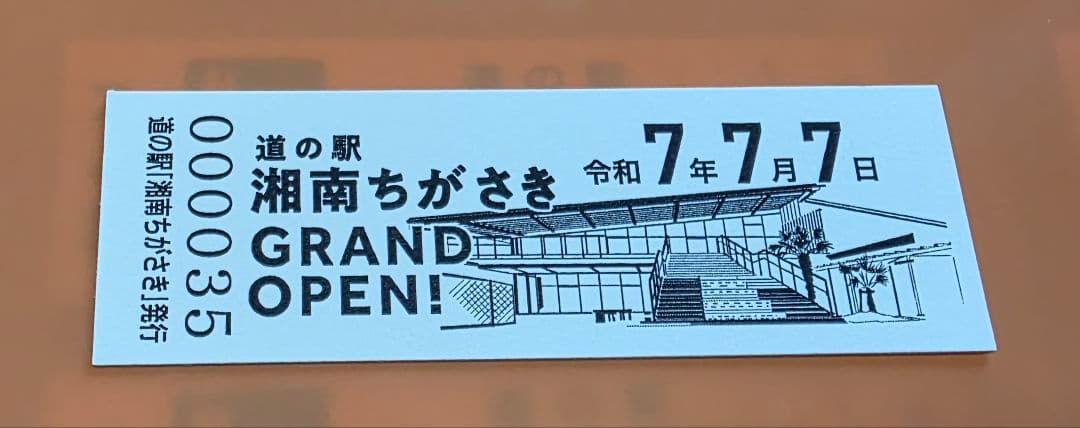 道の駅「湘南ちがさき」発行
000035
道の駅
湘南ちがさき
GRAND
OPEN!
令和7年7月7日